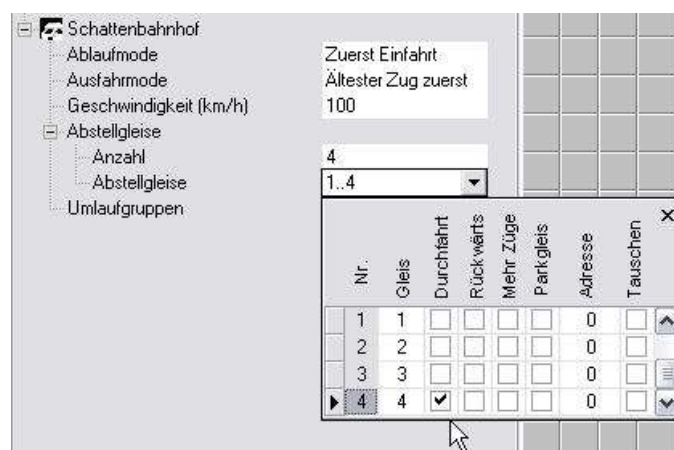 Schattenbahnhof
Ablaufmode Zuerst Einfahrt
Ausfahrmode Ältester Zug zuerst
Geschwindigkeit (km/h) 100
Abstellgleise
Anzahl 4
Abstellgleise 1..4
Umlaufgruppen
Nr. Gleis Durchfahrt Rückwärts Mehr Züge Parkgleis Adresse Tauschen
1 1 0
2 2 0
3 3 0
4 4 0